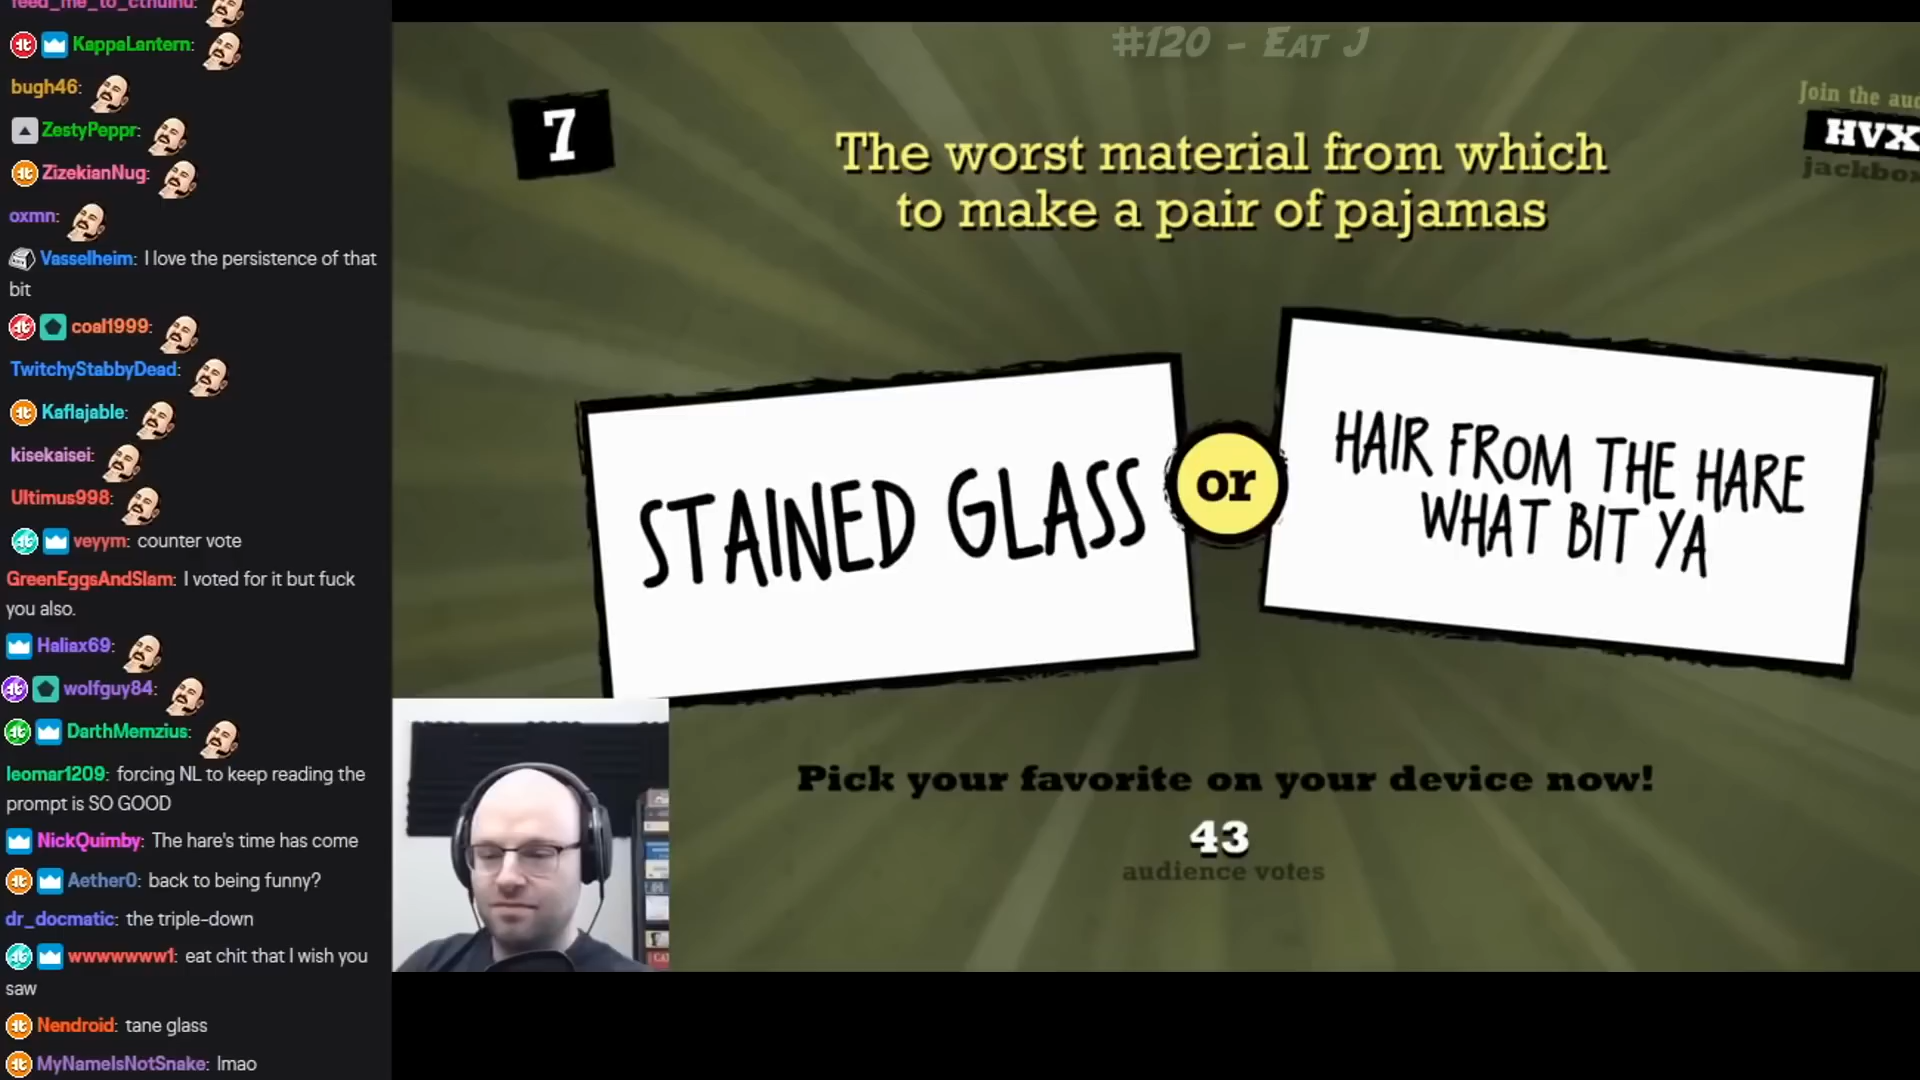 feed_me_to_cthulhu:
KappaLantern:
bugh46:
ZestyPeppr:
ZizekianNug:
oxmn:
Vasselheim: I love the persistence of that
bit
coal1999:
TwitchyStabbyDead:
Kaflajable:
kisekaisei:
Ultimus998:
veyym: counter vote
GreenEggsAndSlam: I voted for it but fuck
you also.
Haliax69:
wolfguy84:
DarthMemzius:
leomar1209: forcing NL to keep reading the
prompt is SO GOOD
NickQuimby: The hare's time has come
Aether0: back to being funny?
dr_docmatic: the triple-down
wwwwwww1: eat chit that I wish you
saw
Nendroid: tane glass
MyNameIsNotSnake: lmao
#120 - EAT J
7
The worst material from which
to make a pair of pajamas
Join the aud
HVX
jackbox
STAINED GLASS
or
HAIR FROM THE HARE
WHAT BIT YA
Pick your favorite on your device now!
43
audience votes